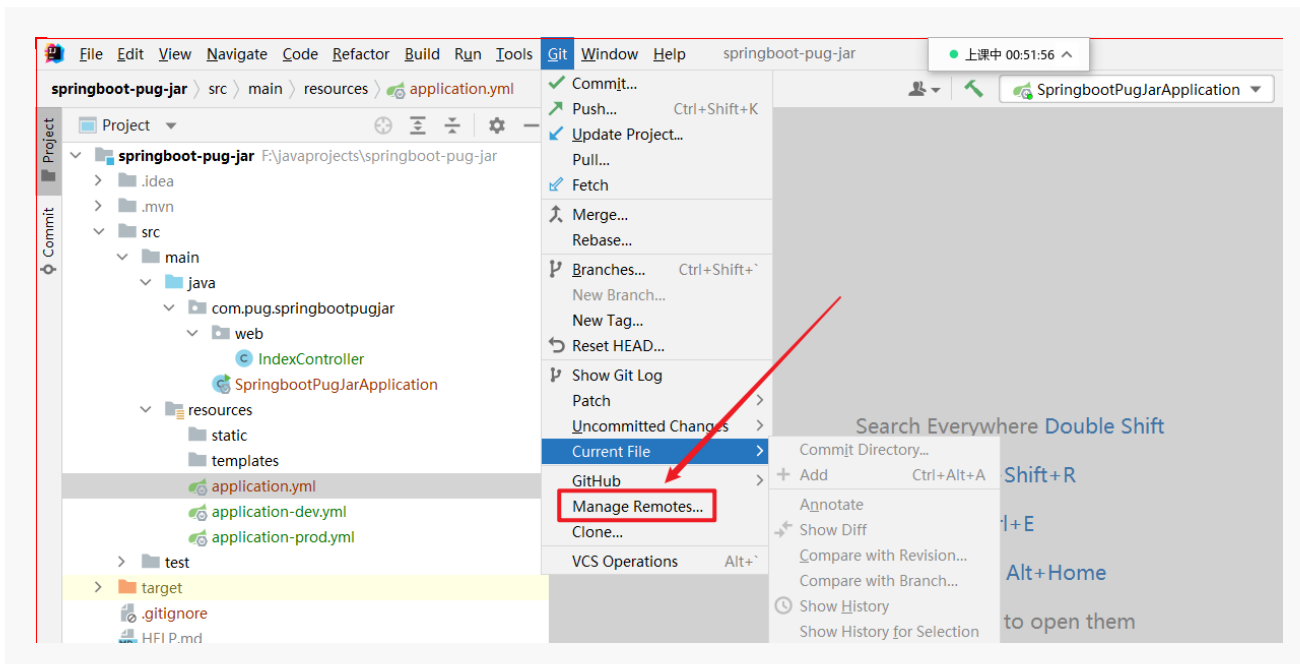 File Edit View Navigate Code Refactor Build Run Tools Git Window Help springboot-pug-jar
上课中 00:51:56
springboot-pug-jar src main resources application.yml
SpringbootPugJarApplication
Project
Project
Commit
springboot-pug-jar F:\javaprojects\springboot-pug-jar
.idea
.mvn
src
main
java
com.pug.springbootpugjar
web
IndexController
SpringbootPugJarApplication
resources
static
templates
application.yml
application-dev.yml
application-prod.yml
test
target
.gitignore
HELP.md
Commit...
Push... Ctrl+Shift+K
Update Project...
Pull...
Fetch
Merge...
Rebase...
Branches... Ctrl+Shift+`
New Branch...
New Tag...
Reset HEAD...
Show Git Log
Patch
Uncommitted Changes
Current File
GitHub
Manage Remotes...
Clone...
VCS Operations Alt+`
Commit Directory...
Add Ctrl+Alt+A
Annotate
Show Diff
Compare with Revision...
Compare with Branch...
Show History
Show History for Selection
Search Everywhere Double Shift
Shift+R
l+E
Alt+Home
to open them